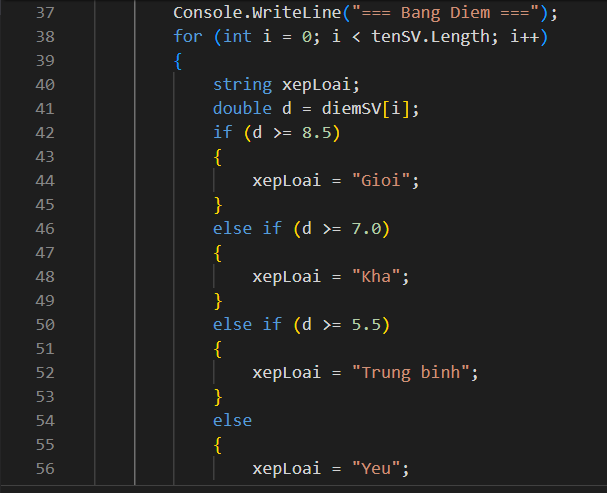 37 Console.WriteLine("=== Bang Diem ===");
38 for (int i = 0; i < tenSV.Length; i++)
39 {
40 string xepLoai;
41 double d = diemSV[i];
42 if (d >= 8.5)
43 {
44 xepLoai = "Gioi";
45 }
46 else if (d >= 7.0)
47 {
48 xepLoai = "Kha";
49 }
50 else if (d >= 5.5)
51 {
52 xepLoai = "Trung binh";
53 }
54 else
55 {
56 xepLoai = "Yeu";